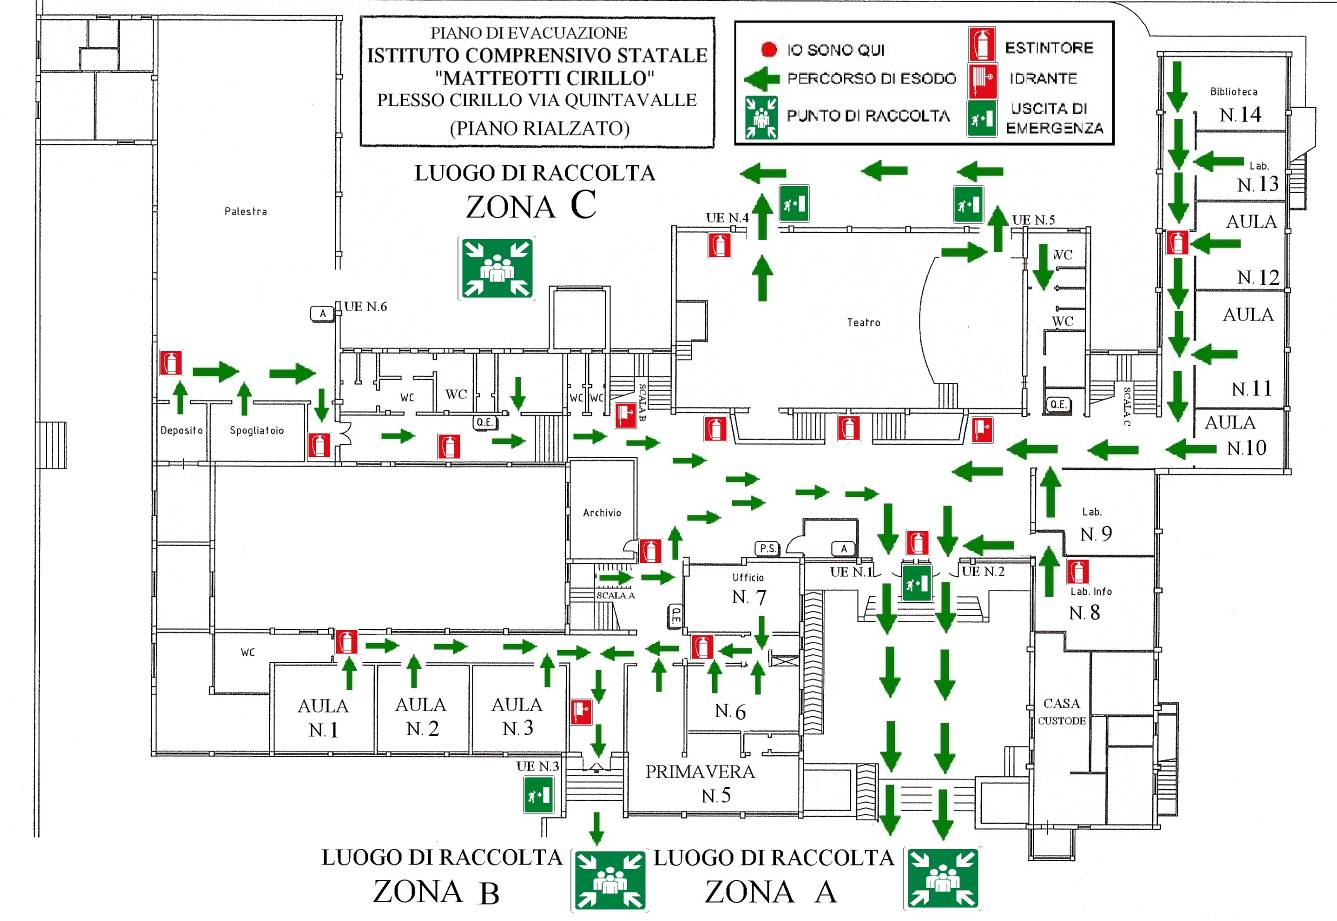 PIANO DI EVACUAZIONE
ISTITUTO COMPRENSIVO STATALE
"MATTEOTTI CIRILLO"
PLESSO CIRILLO VIA QUINTAVALLE
(PIANO RIALZATO)
IO SONO QUI
PERCORSO DI ESODO
PUNTO DI RACCOLTA
ESTINTORE
IDRANTE
USCITA DI
EMERGENZA
LUOGO DI RACCOLTA
ZONA C
Palestra
A
UE N.6
UE N.4
UE N.5
Teatro
WC
WC
Biblioteca
N.14
Lab.
N.13
AULA
N.12
AULA
N.11
AULA
N.10
Deposito
Spogliatoio
WC
WC
WC
WC
Q.E.
SCALA B
Q.E.
SCALA C
Archivio
P.S.
A
UE N.1
UE N.2
Lab.
N.9
Lab. Info
N.8
SCALA A
Q.E.
Ufficio
N.7
WC
AULA
N.1
AULA
N.2
AULA
N.3
N.6
PRIMAVERA
N.5
CASA
CUSTODE
UE N.3
LUOGO DI RACCOLTA
ZONA B
LUOGO DI RACCOLTA
ZONA A